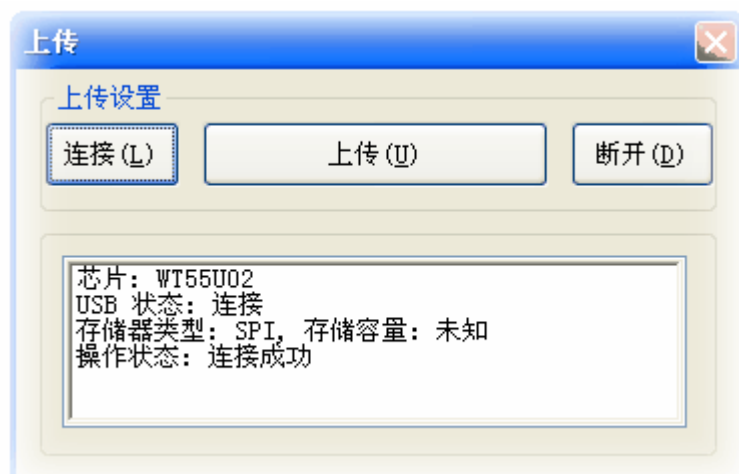 上传
上传设置
连接(L) 上传(U) 断开(D)
芯片: WT55U02
USB 状态: 连接
存储器类型: SPI, 存储容量: 未知
操作状态: 连接成功